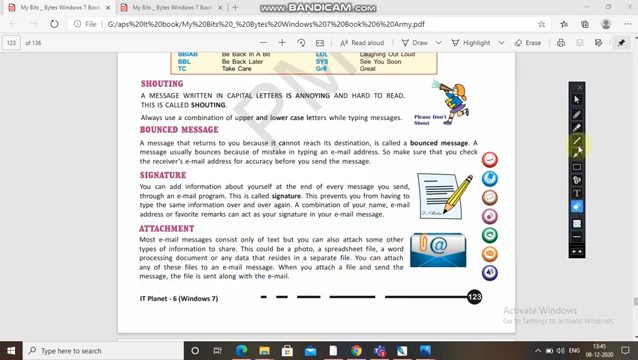 WWW.BANDICAM.COM
My Bits _ Bytes Windows 7 Book
My Bits _ Bytes Windows 7 Book
G:/aps It book/My%20Bits%20_%20Bytes%20Windows%207%20Book%206%20Army.pdf
123 of 136
Read aloud
Draw
Highlight
Erase
BBIAB Be Back In A Bit LOL Laughing Out Loud
BBL Be Back Later SYS See You Soon
TC Take Care Gr8 Great
SHOUTING
A MESSAGE WRITTEN IN CAPITAL LETTERS IS ANNOYING AND HARD TO READ.
THIS IS CALLED SHOUTING.
Always use a combination of upper and lower case letters while typing messages.
Please Don't
Shout
BOUNCED MESSAGE
A message that returns to you because it cannot reach its destination, is called a bounced message. A
message usually bounces because of mistake in typing an e-mail address. So make sure that you check
the receiver's e-mail address for accuracy before you send the message.
SIGNATURE
You can add information about yourself at the end of every message you send,
through an e-mail program. This is called signature. This prevents you from having to
type the same information over and over again. A combination of your name, e-mail
address or favorite remarks can act as your signature in your e-mail message.
ATTACHMENT
Most e-mail messages consist only of text but you can also attach some other
types of information to share. This could be a photo, a spreadsheet file, a word
processing document or any data that resides in a separate file. You can attach
any of these files to an e-mail message. When you attach a file and send the
message, the file is sent along with the e-mail.
IT Planet - 6 (Windows 7)
123
Activate Windows
Go to Settings to activate Windows.
Type here to search
ENG
13:45
08-12-2020